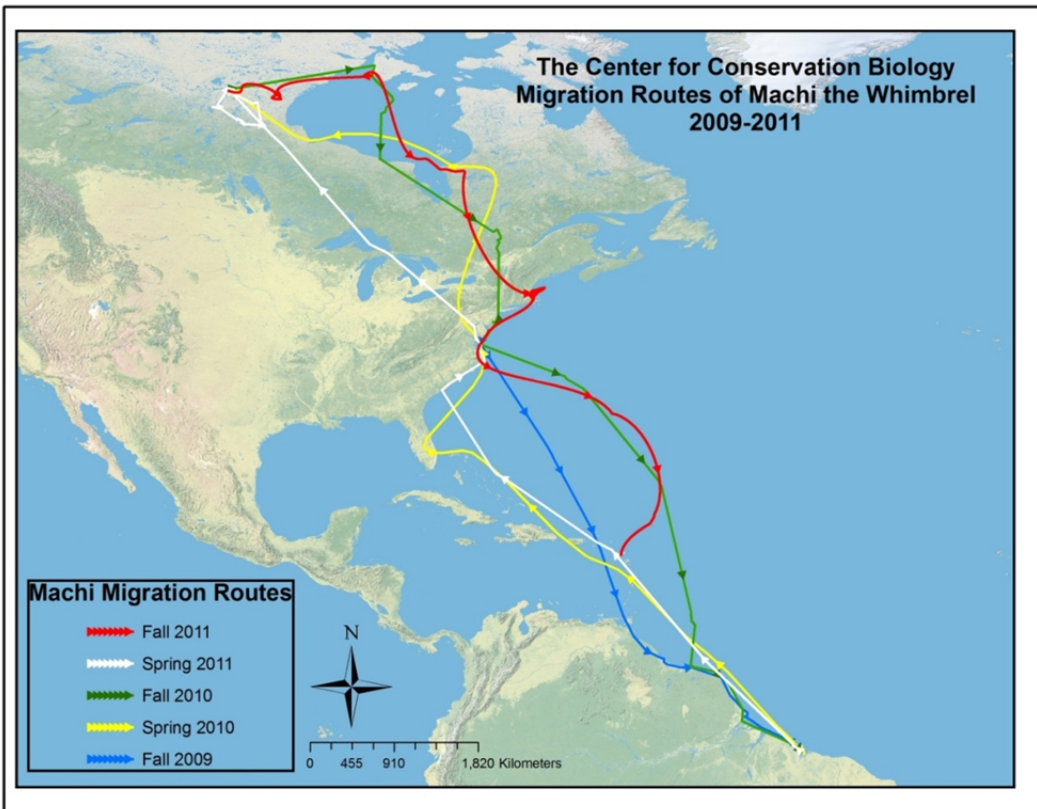 The Center for Conservation Biology
Migration Routes of Machi the Whimbrel
2009-2011
Machi Migration Routes
Fall 2011
Spring 2011
Fall 2010
Spring 2010
Fall 2009
N
0 455 910 1,820 Kilometers